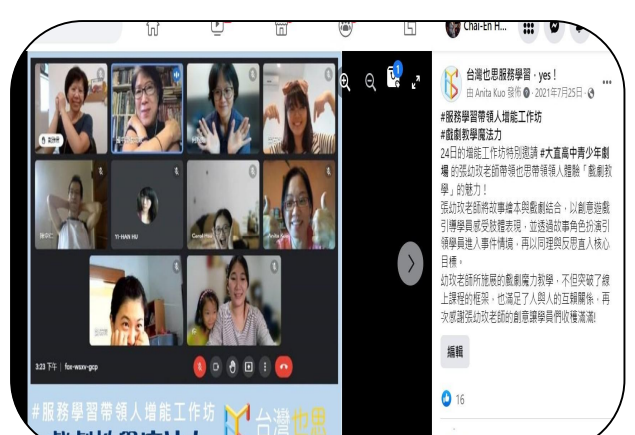 Chai-En H...
1
台灣也思服務學習．yes！
由 Anita Kuo 發佈 · 2021年7月25日 ·
#服務學習帶領人增能工作坊
#戲劇教學魔法力
24日的增能工作坊特別邀請 #大直高中青少年劇
場 的張幼玫老師帶領也思帶領領人體驗「戲劇教
學」的魅力！
張幼玫老師將故事繪本與戲劇結合，以創意遊戲
引導學員感受肢體表現，並透過故事角色扮演引
領學員進入事件情境，再以同理與反思直入核心
目標。
幼玫老師所施展的戲劇魔力教學，不但突破了線
上課程的框架，也滿足了人與人的互賴關係，再
次感謝張幼玫老師的創意讓學員們收穫滿滿!
編輯
16
YI-HAN HU
3:23 下午 | fox-wsxv-gcp
#服務學習帶領人增能工作坊
台灣也思